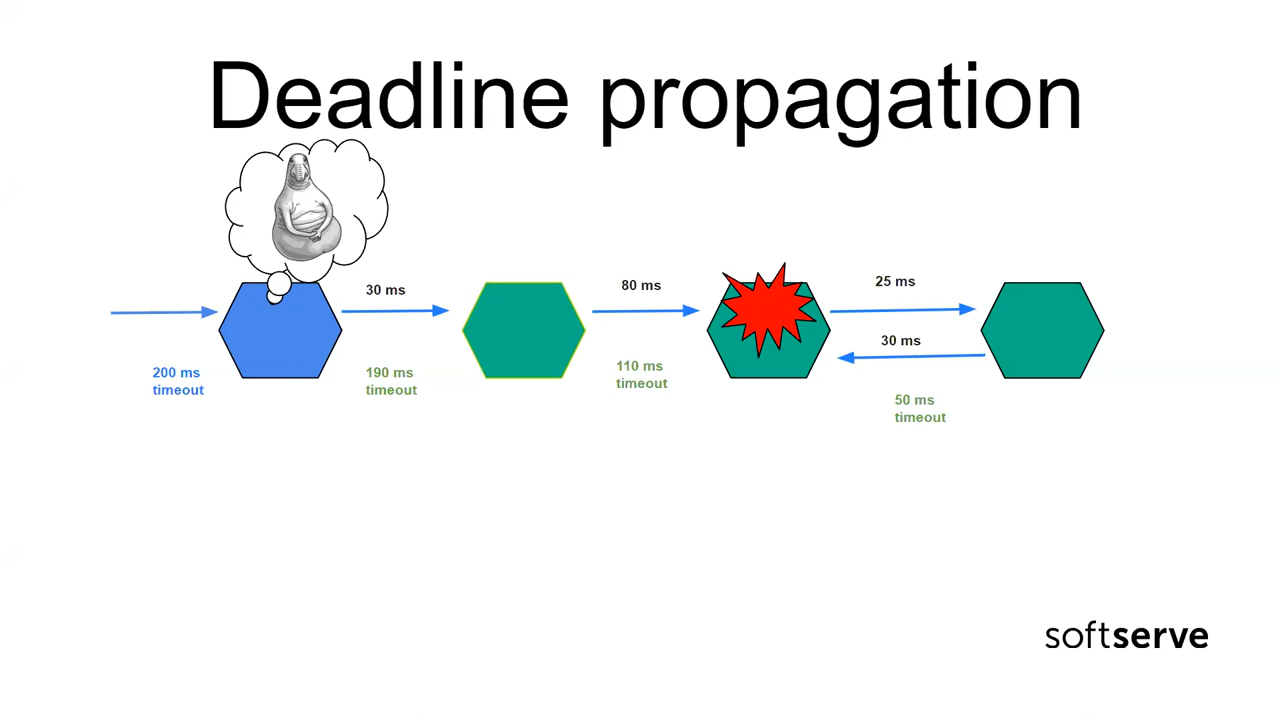 Deadline propagation
30 ms
80 ms
25 ms
30 ms
200 ms
timeout
190 ms
timeout
110 ms
timeout
50 ms
timeout
softserve